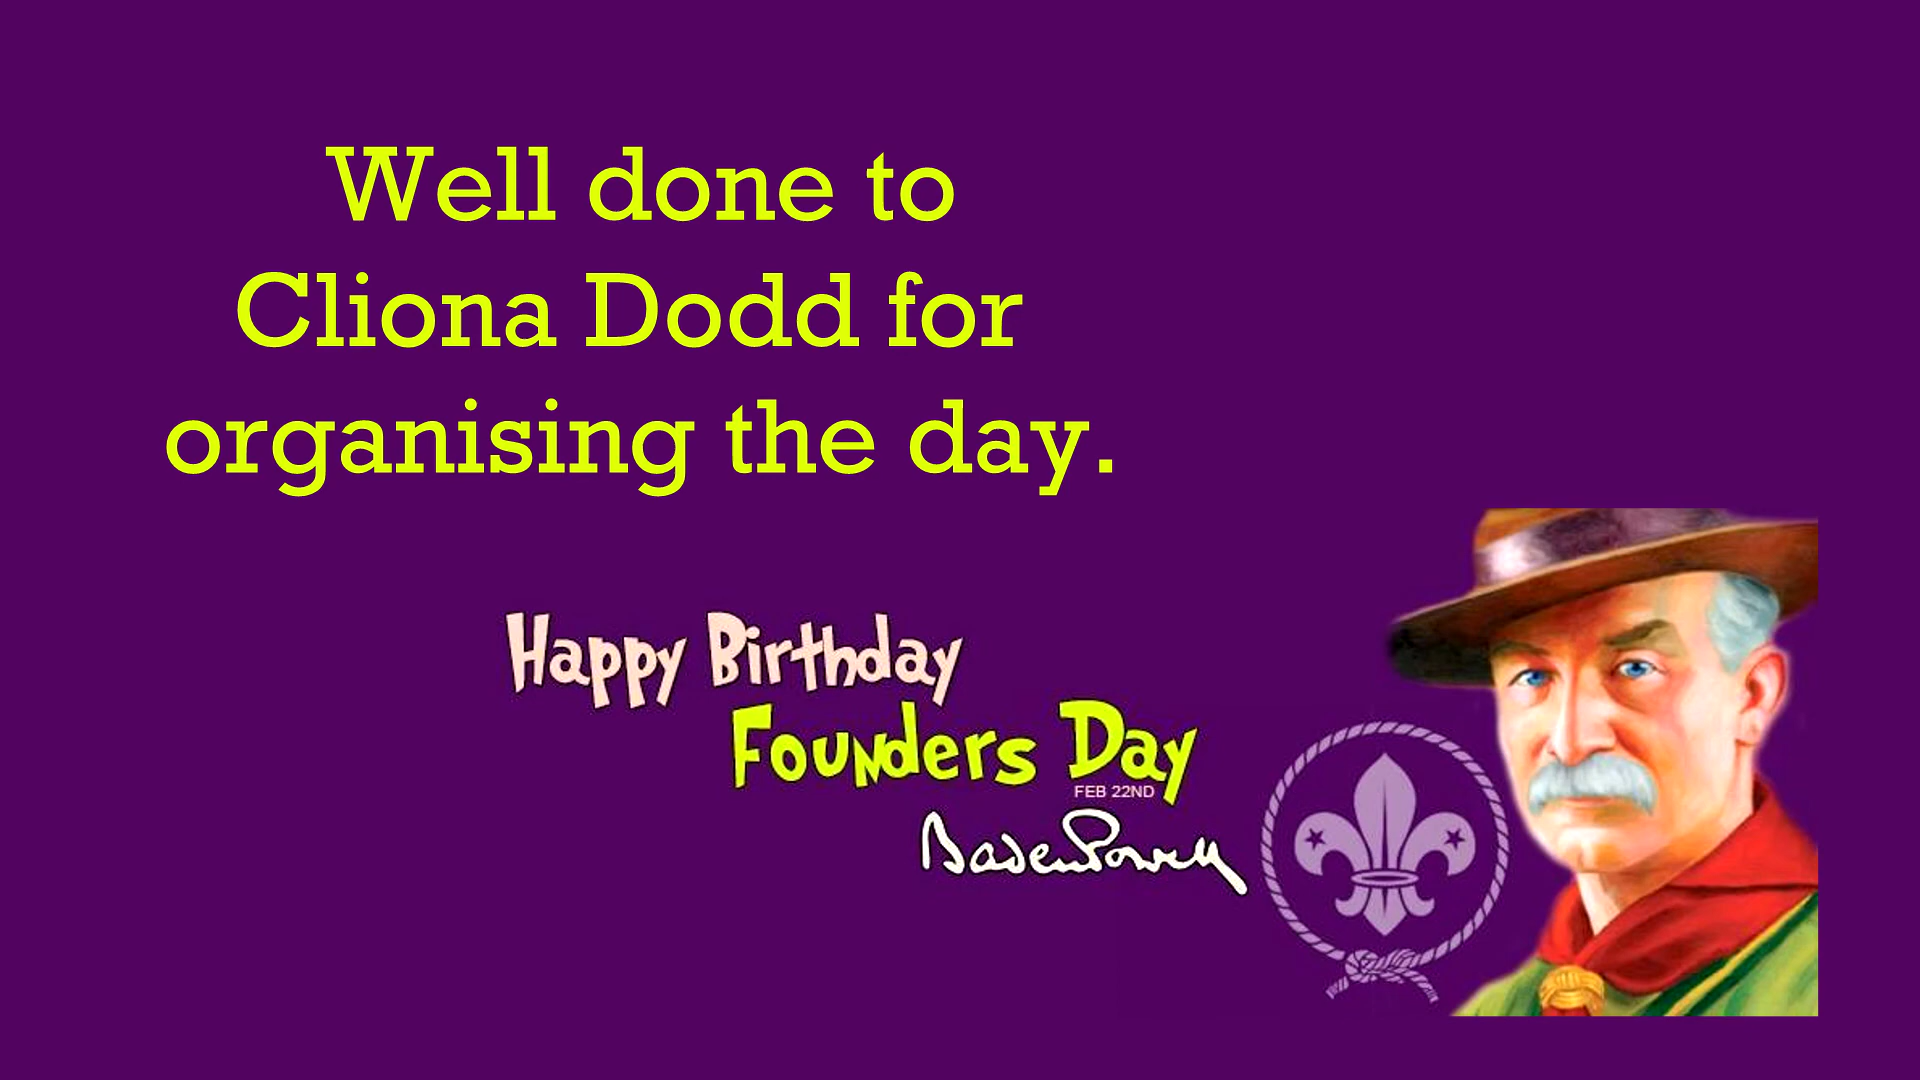 Well done to
Cliona Dodd for
organising the day.
Happy Birthday
Founders Day
FEB 22ND
Baden Powell